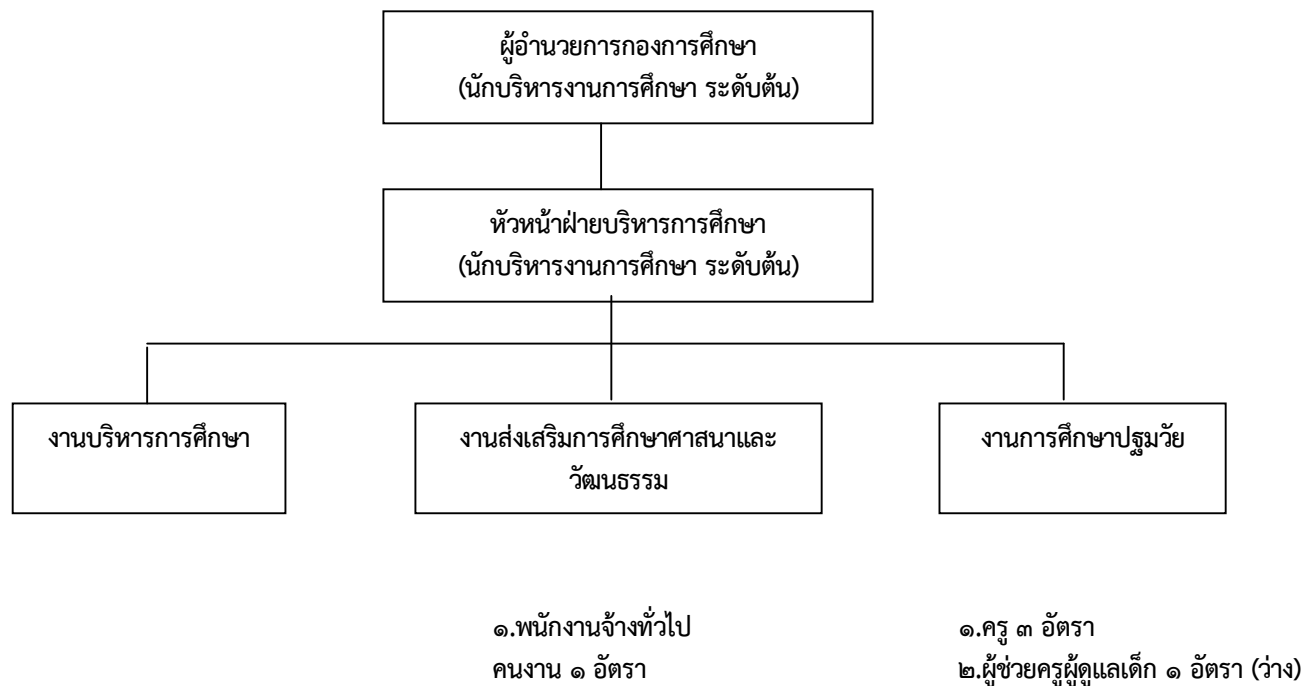 ผู้อำนวยการกองการศึกษา
(นักบริหารงานการศึกษา ระดับต้น)
หัวหน้าฝ่ายบริหารการศึกษา
(นักบริหารงานการศึกษา ระดับต้น)
งานบริหารการศึกษา
งานส่งเสริมการศึกษาศาสนาและ
วัฒนธรรม
งานการศึกษาปฐมวัย
๑.พนักงานจ้างทั่วไป
คนงาน ๑ อัตรา
๑.ครู ๓ อัตรา
๒.ผู้ช่วยครูผู้ดูแลเด็ก ๑ อัตรา (ว่าง)